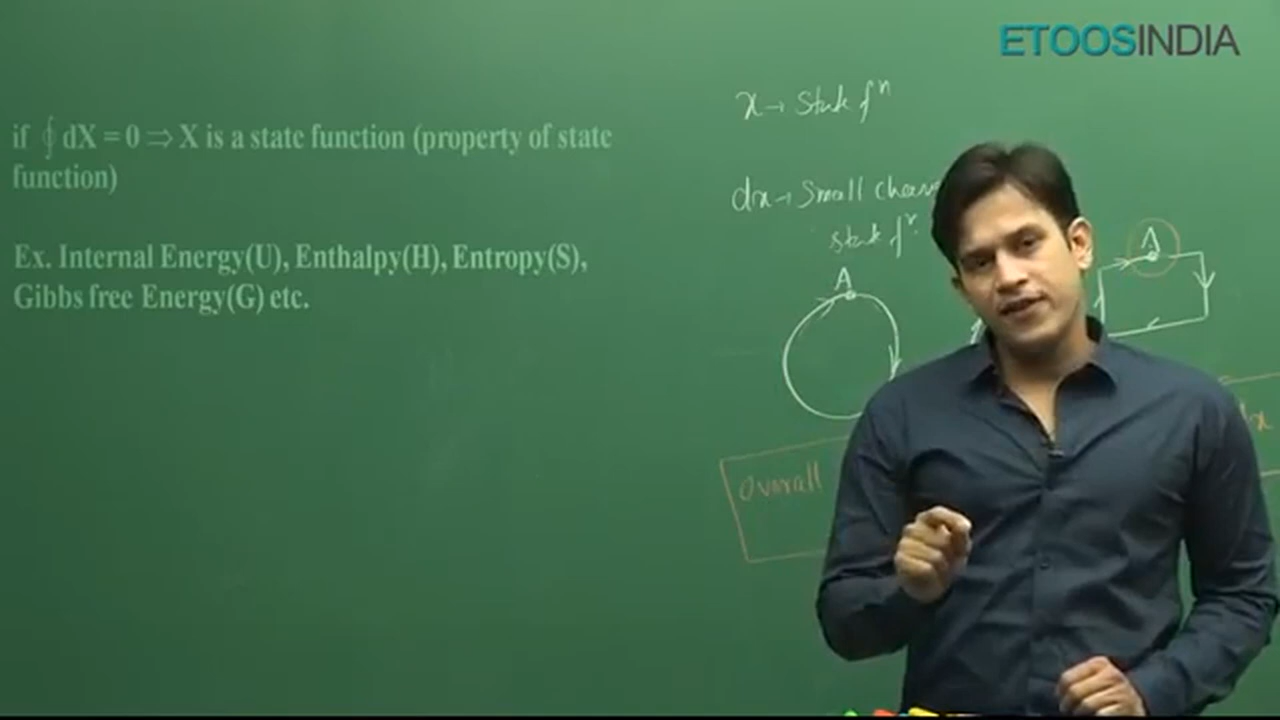 ETOOSINDIA
if ∮ dX = 0 ⇒ X is a state function (property of state
function)
Ex. Internal Energy(U), Enthalpy(H), Entropy(S),
Gibbs free Energy(G) etc.
x → State fⁿ
dx → Small
state fⁿ
A
A
Overall
dx